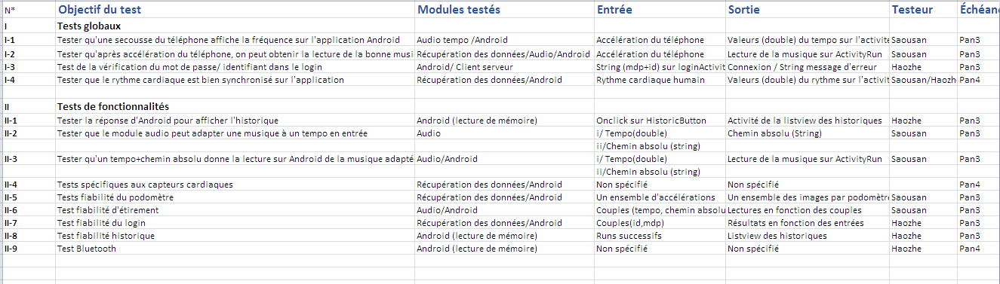 N° Objectif du test Modules testés Entrée Sortie Testeur Échéan
I Tests globaux
I-1 Tester qu'une secousse du téléphone affiche la fréquence sur l'application Android Audio tempo /Android Accélération du téléphone Valeurs (double) du tempo sur l'activité Saousan Pan3
I-2 Tester qu'après accélération du téléphone, on peut obtenir la lecture de la bonne musi Récupération des données/Audio/Android Accélération du téléphone Lecture de la musique sur ActivityRun Saousan Pan3
I-3 Test de la vérification du mot de passe/ identifiant dans le login Android/ Client serveur String (mdp+id) sur loginActivit Connexion / String message d'erreur Haozhe Pan3
I-4 Tester que le rythme cardiaque est bien synchronisé sur l'application Récupération des données/Android Rythme cardiaque humain Valeurs (double) du rythme sur l'activit Saousan/Haozh Pan4
II Tests de fonctionnalités
II-1 Tester la réponse d'Android pour afficher l'historique Android (lecture de mémoire) Onclick sur HistoricButton Activité de la listview des historiques Haozhe Pan3
II-2 Tester que le module audio peut adapter une musique à un tempo en entrée Audio i/ Tempo(double) Chemin absolu (String) Saousan Pan3
ii/Chemin absolu (string)
II-3 Tester qu'un tempo+chemin absolu donne la lecture sur Android de la musique adapté Audio/Android i/ Tempo(double) Lecture de la musique sur ActivityRun Saousan Pan3
ii/Chemin absolu (string)
II-4 Tests spécifiques aux capteurs cardiaques Récupération des données/Android Non spécifié Non spécifié Pan4
II-5 Tests fiabilité du podomètre Récupération des données/Android Un ensemble d'accélérations Un ensemble des images par podomètr Saousan Pan3
II-6 Test fiabilité d'étirement Audio/Android Couples (tempo, chemin absolu Lectures en fonction des couples Saousan Pan3
II-7 Test fiabilité du login Récupération des données/Android Couples(id,mdp) Résultats en fonction des entrées Haozhe Pan3
II-8 Test fiabilité historique Android (lecture de mémoire) Runs successifs Listview des historiques Haozhe Pan3
II-9 Test Bluetooth Android (lecture de mémoire) Non spécifié Non spécifié Haozhe Pan4